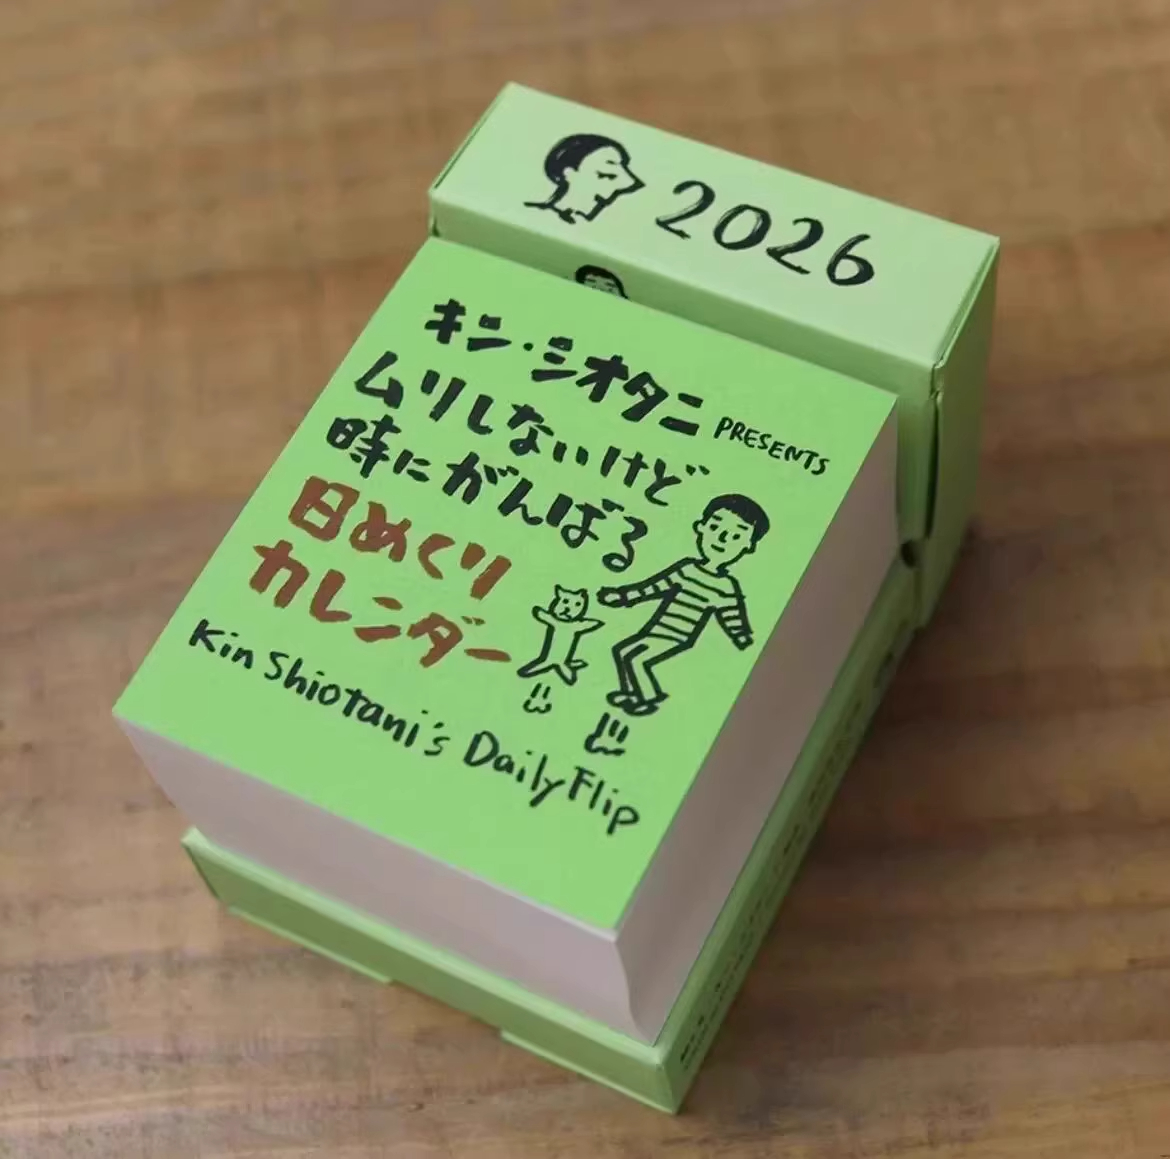 2026
キン・シオタニ PRESENTS
ムリしないけど
時にがんばる
日めくり
カレンダー
Kin Shiotani's Daily Flip